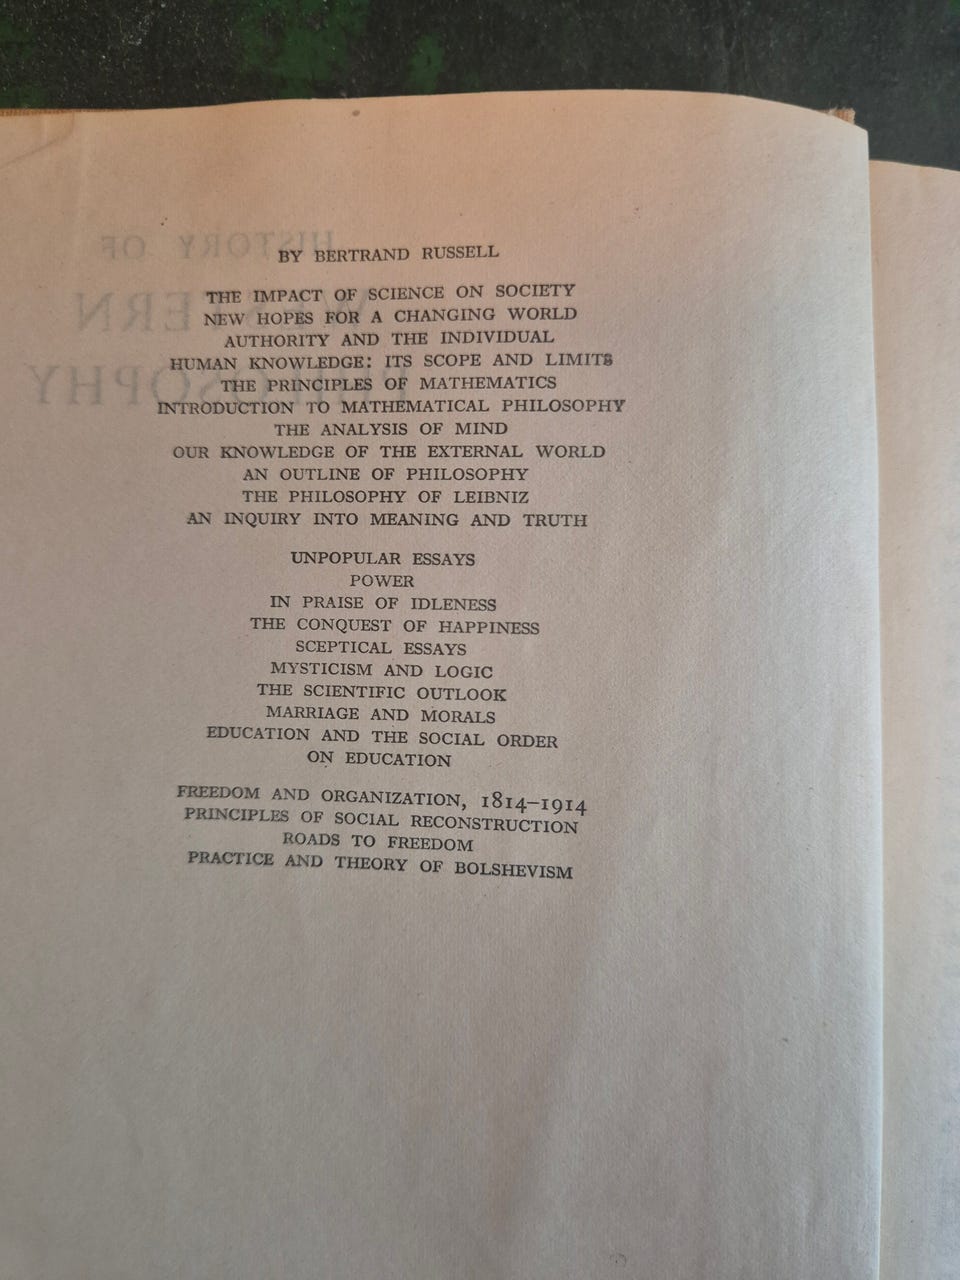 HISTORY OF
WESTERN
PHILOSOPHY
BY BERTRAND RUSSELL
THE IMPACT OF SCIENCE ON SOCIETY
NEW HOPES FOR A CHANGING WORLD
AUTHORITY AND THE INDIVIDUAL
HUMAN KNOWLEDGE: ITS SCOPE AND LIMITS
THE PRINCIPLES OF MATHEMATICS
INTRODUCTION TO MATHEMATICAL PHILOSOPHY
THE ANALYSIS OF MIND
OUR KNOWLEDGE OF THE EXTERNAL WORLD
AN OUTLINE OF PHILOSOPHY
THE PHILOSOPHY OF LEIBNIZ
AN INQUIRY INTO MEANING AND TRUTH
UNPOPULAR ESSAYS
POWER
IN PRAISE OF IDLENESS
THE CONQUEST OF HAPPINESS
SCEPTICAL ESSAYS
MYSTICISM AND LOGIC
THE SCIENTIFIC OUTLOOK
MARRIAGE AND MORALS
EDUCATION AND THE SOCIAL ORDER
ON EDUCATION
FREEDOM AND ORGANIZATION, 1814–1914
PRINCIPLES OF SOCIAL RECONSTRUCTION
ROADS TO FREEDOM
PRACTICE AND THEORY OF BOLSHEVISM